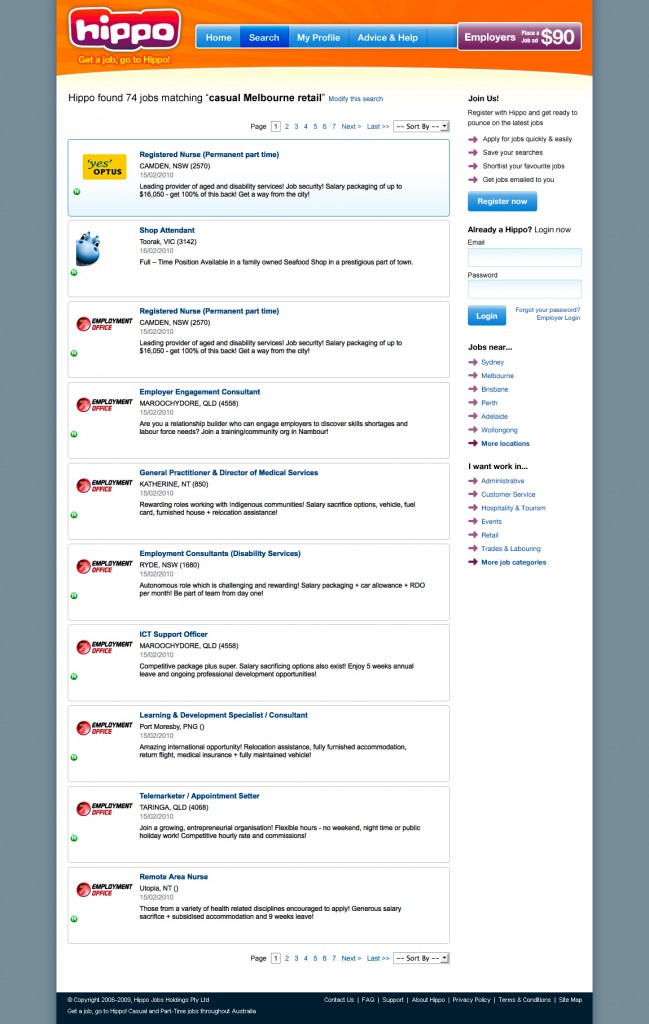 hippo
Get a job, go to Hippo!
Home Search My Profile Advice & Help
Employers Place a Job ad $90
Hippo found 74 jobs matching “casual Melbourne retail” Modify this search
Page 1 2 3 4 5 6 7 Next > Last >> -- Sort By --
'yes' OPTUS
Registered Nurse (Permanent part time)
CAMDEN, NSW (2570)
15/02/2010
Leading provider of aged and disability services! Job security! Salary packaging of up to
$16,050 - get 100% of this back! Get a way from the city!
N
Shop Attendant
Toorak, VIC (3142)
16/02/2010
Full – Time Position Available in a family owned Seafood Shop in a prestigious part of town.
N
EMPLOYMENT OFFICE
Registered Nurse (Permanent part time)
CAMDEN, NSW (2570)
15/02/2010
Leading provider of aged and disability services! Job security! Salary packaging of up to
$16,050 - get 100% of this back! Get a way from the city!
N
EMPLOYMENT OFFICE
Employer Engagement Consultant
MAROOCHYDORE, QLD (4558)
15/02/2010
Are you a relationship builder who can engage employers to discover skills shortages and
labour force needs? Join a training/community org in Nambour!
N
EMPLOYMENT OFFICE
General Practitioner & Director of Medical Services
KATHERINE, NT (850)
15/02/2010
Rewarding roles working with Indigenous communities! Salary sacrifice options, vehicle, fuel
card, furnished house + relocation assistance!
N
EMPLOYMENT OFFICE
Employment Consultants (Disability Services)
RYDE, NSW (1680)
15/02/2010
Autonomous role which is challenging and rewarding! Salary packaging + car allowance + RDO
per month! Be part of team from day one!
N
EMPLOYMENT OFFICE
ICT Support Officer
MAROOCHYDORE, QLD (4558)
15/02/2010
Competitive package plus super. Salary sacrificing options also exist! Enjoy 5 weeks annual
leave and ongoing professional development opportunities!
N
EMPLOYMENT OFFICE
Learning & Development Specialist / Consultant
Port Moresby, PNG ()
15/02/2010
Amazing international opportunity! Relocation assistance, fully furnished accommodation,
return flight, medical insurance + fully maintained vehicle!
N
EMPLOYMENT OFFICE
Telemarketer / Appointment Setter
TARINGA, QLD (4068)
15/02/2010
Join a growing, entrepreneurial organisation! Flexible hours - no weekend, night time or public
holiday work! Competitive hourly rate and commissions!
N
EMPLOYMENT OFFICE
Remote Area Nurse
Utopia, NT ()
15/02/2010
Those from a variety of health related disciplines encouraged to apply! Generous salary
sacrifice + subsidised accommodation and 9 weeks leave!
N
Page 1 2 3 4 5 6 7 Next > Last >> -- Sort By --
Join Us!
Register with Hippo and get ready to
pounce on the latest jobs
Apply for jobs quickly & easily
Save your searches
Shortlist your favourite jobs
Get jobs emailed to you
Register now
Already a Hippo? Login now
Email
Password
Login
Forgot your password?
Employer Login
Jobs near...
Sydney
Melbourne
Brisbane
Perth
Adelaide
Wollongong
More locations
I want work in...
Administrative
Customer Service
Hospitality & Tourism
Events
Retail
Trades & Labouring
More job categories
© Copyright 2006-2009, Hippo Jobs Holdings Pty Ltd
Contact Us | FAQ | Support | About Hippo | Privacy Policy | Terms & Conditions | Site Map
Get a job, go to Hippo! Casual and Part-Time jobs throughout Australia